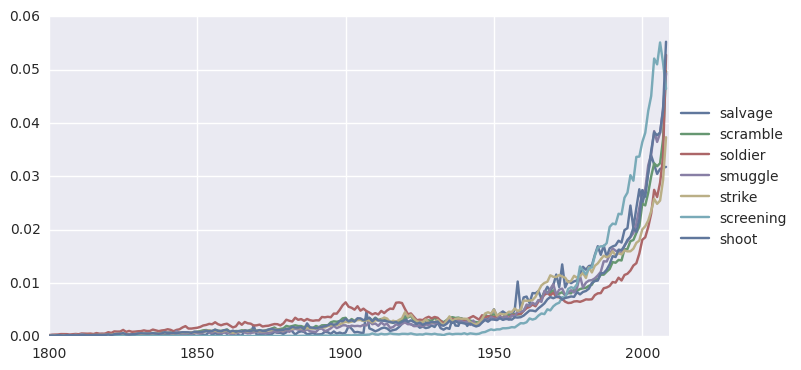 0.06
0.05
0.04
0.03
0.02
0.01
0.00
1800 1850 1900 1950 2000
salvage
scramble
soldier
smuggle
strike
screening
shoot